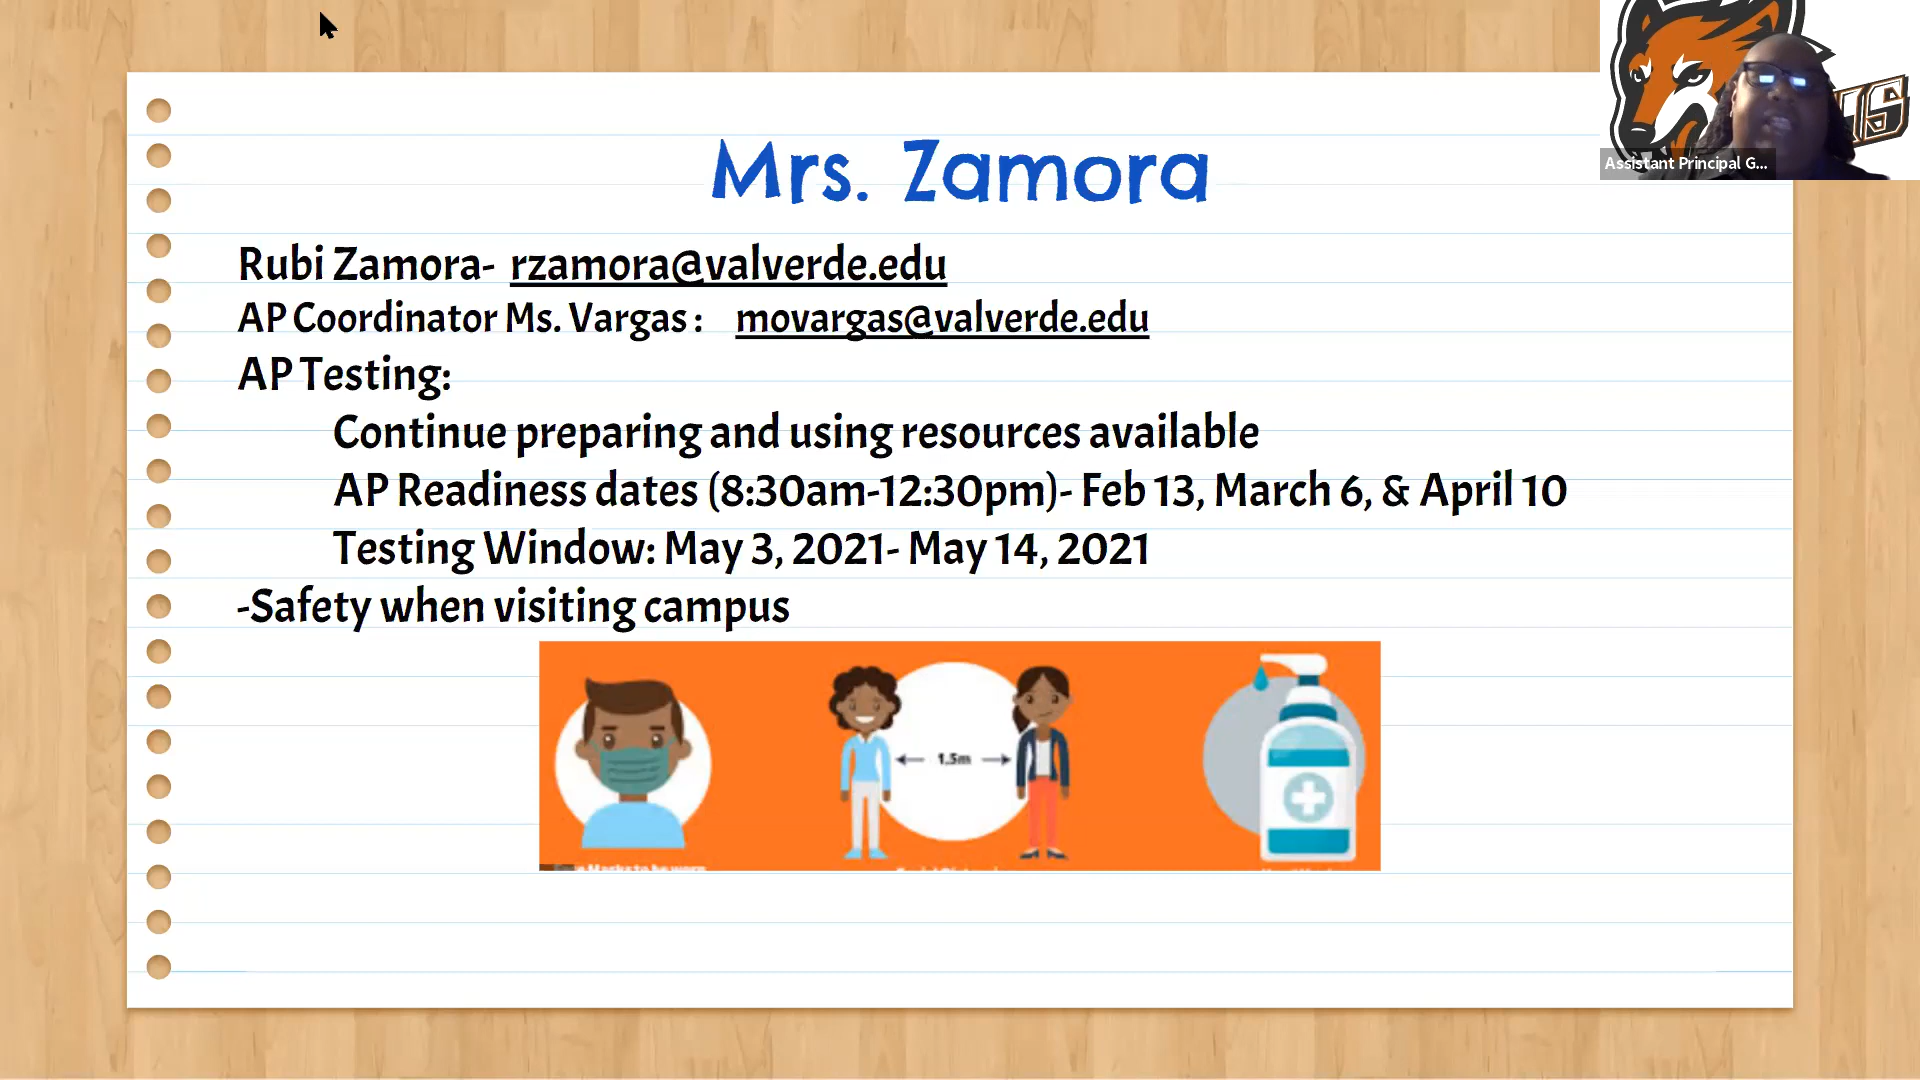 Mrs. Zamora
Assistant Principal G...
Rubi Zamora- rzamora@valverde.edu
AP Coordinator Ms. Vargas : movargas@valverde.edu
AP Testing:
Continue preparing and using resources available
AP Readiness dates (8:30am-12:30pm)- Feb 13, March 6, & April 10
Testing Window: May 3, 2021- May 14, 2021
-Safety when visiting campus
1.5m